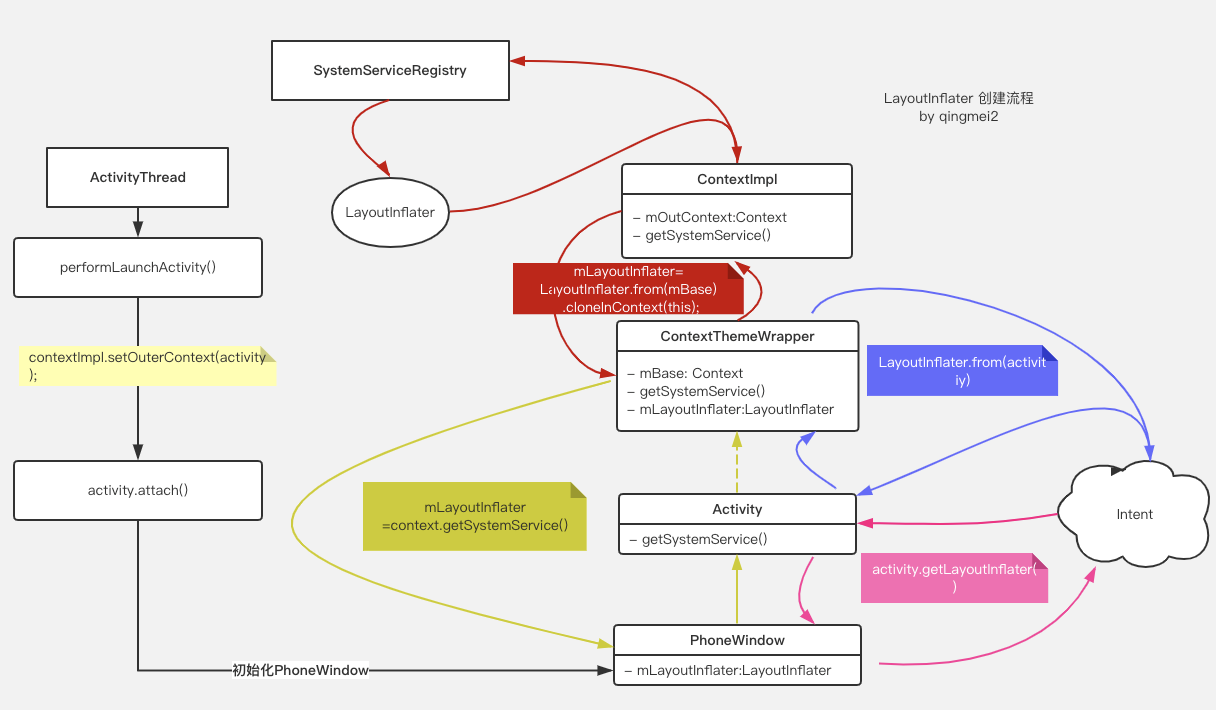 SystemServiceRegistry
LayoutInflater 创建流程
by qingmei2
ActivityThread
ContextImpl
LayoutInflater
- mOutContext:Context
- getSystemService()
performLaunchActivity()
mLayoutInflater=
LayoutInflater.from(mBase)
.cloneInContext(this);
ContextThemeWrapper
- mBase: Context
- getSystemService()
- mLayoutInflater:LayoutInflater
contextImpl.setOuterContext(activity
);
LayoutInflater.from(activit
iy)
activity.attach()
mLayoutInflater
=context.getSystemService()
Activity
- getSystemService()
Intent
activity.getLayoutInflater(
)
PhoneWindow
- mLayoutInflater:LayoutInflater
初始化PhoneWindow